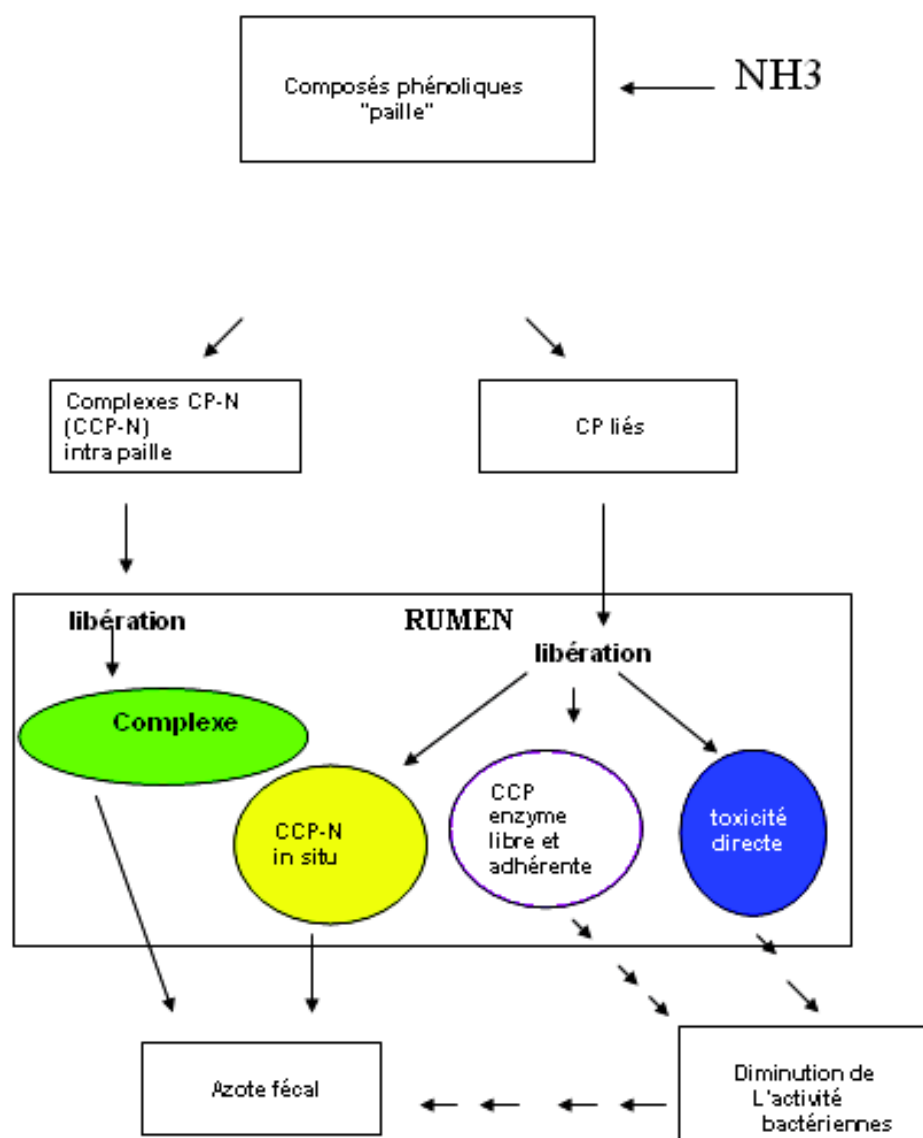 Composés phénoliques
"paille"
NH3
Complexes CP-N
(CCP-N)
intra paille
CP liés
libération
RUMEN
libération
Complexe
CCP-N
in situ
CCP
enzyme
libre et
adhérente
toxicité
directe
Azote fécal
Diminution de
L'activité
bactériennes